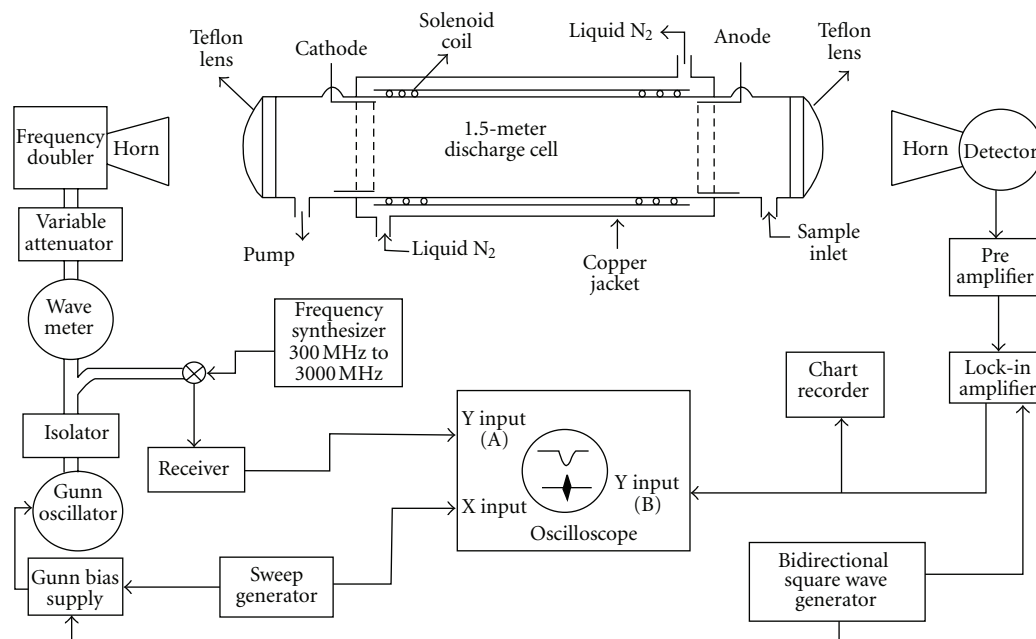 Solenoid
coil
Teflon
lens
Cathode
Liquid N2
Anode
Teflon
lens
Frequency
doubler
Horn
1.5-meter
discharge cell
Horn
Detector
Variable
attenuator
Pump
Liquid N2
Copper
jacket
Sample
inlet
Pre
amplifier
Wave
meter
Frequency
synthesizer
300 MHz to
3000 MHz
Chart
recorder
Lock-in
amplifier
Isolator
Receiver
Y input
(A)
X input
Y input
(B)
Oscilloscope
Gunn
oscillator
Gunn bias
supply
Sweep
generator
Bidirectional
square wave
generator